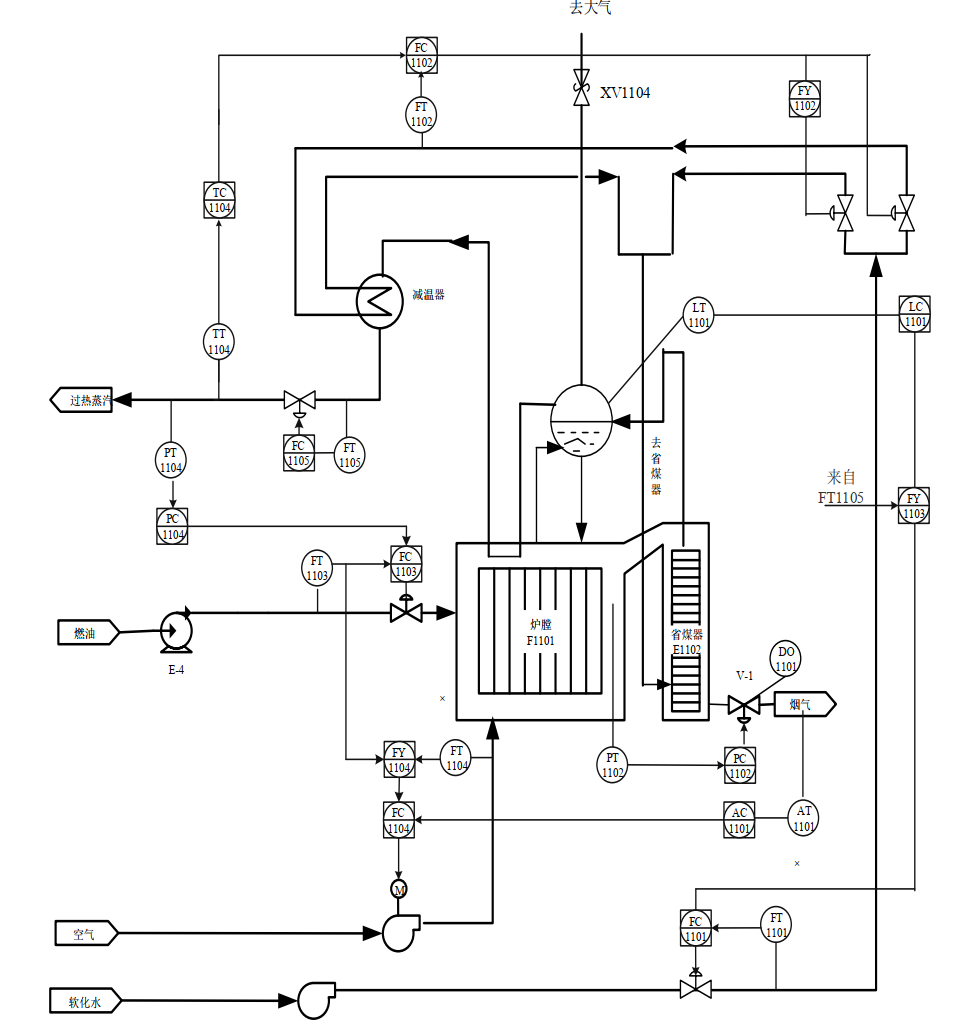 去大气
FC
1102
XV1104
FY
1102
FT
1102
TC
1104
减温器
LT
1101
LC
1101
TT
1104
过热蒸汽
FC
1105
FT
1105
PT
1104
去
省
煤
器
来自
FT1105
FY
1103
PC
1104
FC
1103
FT
1103
炉膛
F1101
燃油
E-4
省煤器
E1102
DO
1101
V-1
烟气
×
FY
1104
FT
1104
PT
1102
PC
1102
FC
1104
AC
1101
AT
1101
×
M
空气
FC
1101
FT
1101
软化水